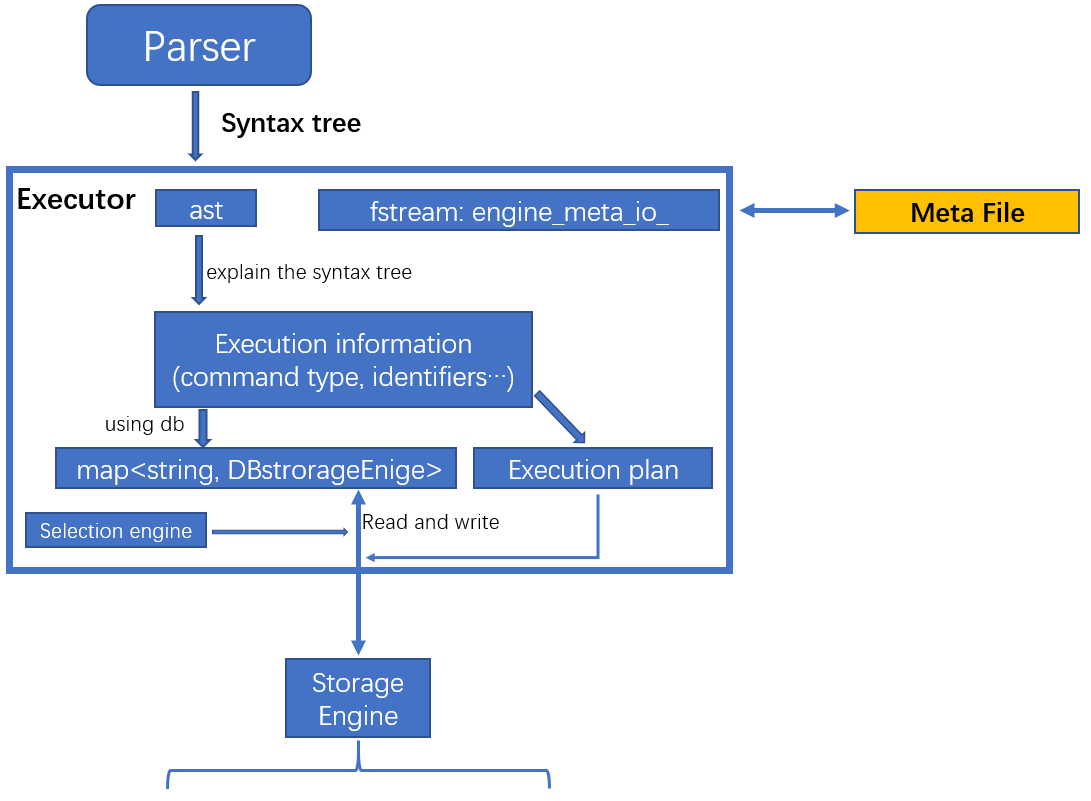 Parser
Syntax tree
Executor
ast
fstream: engine_meta_io_
Meta File
explain the syntax tree
Execution information
(command type, identifiers…)
using db
map<string, DBstrorageEnige>
Execution plan
Selection engine
Read and write
Storage
Engine